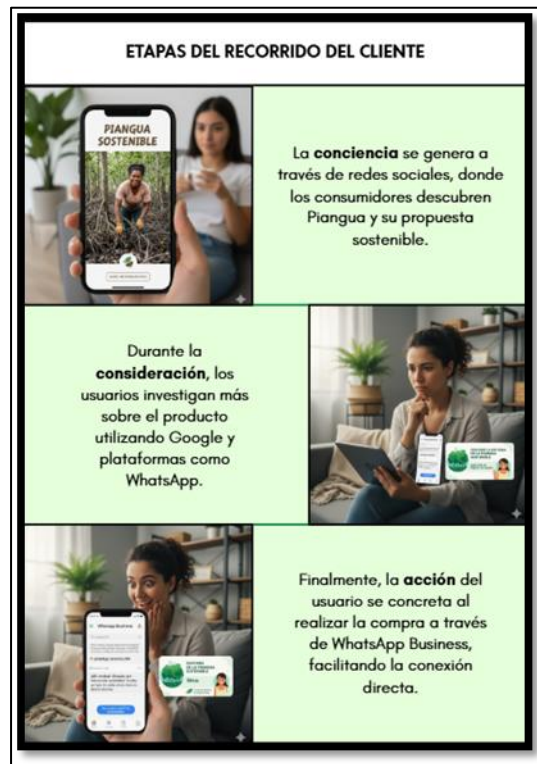 ETAPAS DEL RECORRIDO DEL CLIENTE
PIANGUA
SOSTENIBLE
La conciencia se genera a
través de redes sociales, donde
los consumidores descubren
Piangua y su propuesta
sostenible.
Durante la
consideración, los
usuarios investigan más
sobre el producto
utilizando Google y
plataformas como
WhatsApp.
Finalmente, la acción del
usuario se concreta al
realizar la compra a través
de WhatsApp Business,
facilitando la conexión
directa.